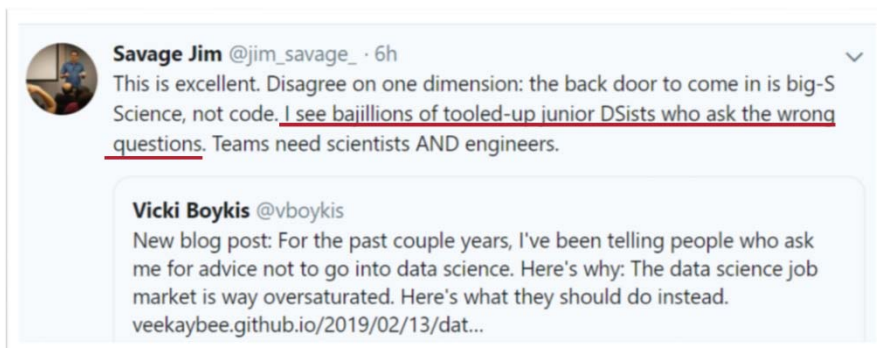 Savage Jim @jim_savage_ · 6h
This is excellent. Disagree on one dimension: the back door to come in is big-S
Science, not code. I see bajillions of tooled-up junior DSists who ask the wrong
questions. Teams need scientists AND engineers.
Vicki Boykis @vboykis
New blog post: For the past couple years, I've been telling people who ask
me for advice not to go into data science. Here's why: The data science job
market is way oversaturated. Here's what they should do instead.
veekaybee.github.io/2019/02/13/dat...